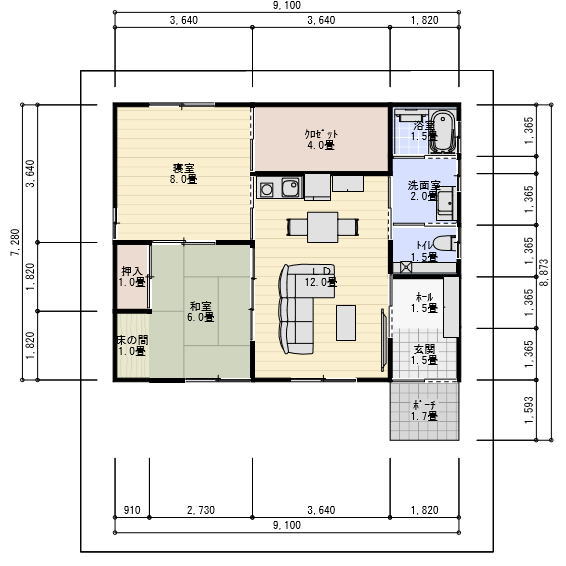 9,100
3,640
3,640
1,820
3,640
7,280
1,820
1,820
1,365
1,365
1,365
8,873
1,365
1,365
1,593
浴室
1.5畳
ｸﾛｾﾞｯﾄ
4.0畳
寝室
8.0畳
洗面室
2.0畳
ﾄｲﾚ
1.5畳
押入
1.0畳
12.0畳
和室
6.0畳
ﾎｰﾙ
1.5畳
床の間
1.0畳
玄関
1.5畳
ﾎﾟｰﾁ
1.7畳
910
2,730
3,640
1,820
9,100